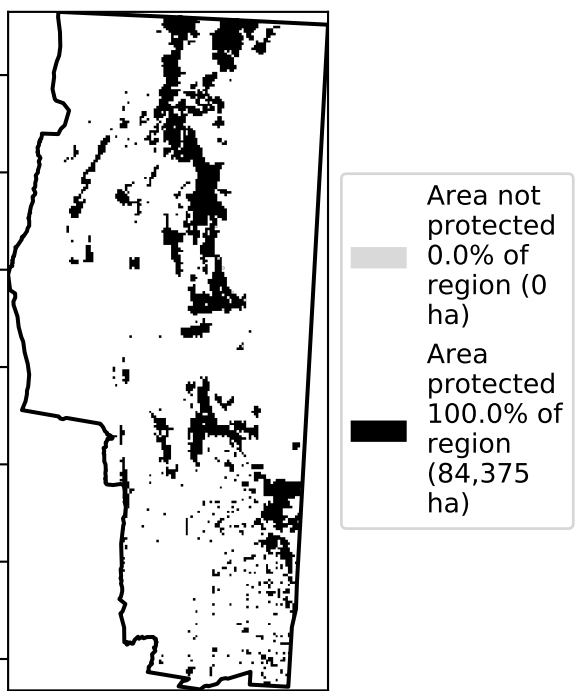 Area not
protected
0.0% of
region (0
ha)
Area
protected
100.0% of
region
(84,375
ha)